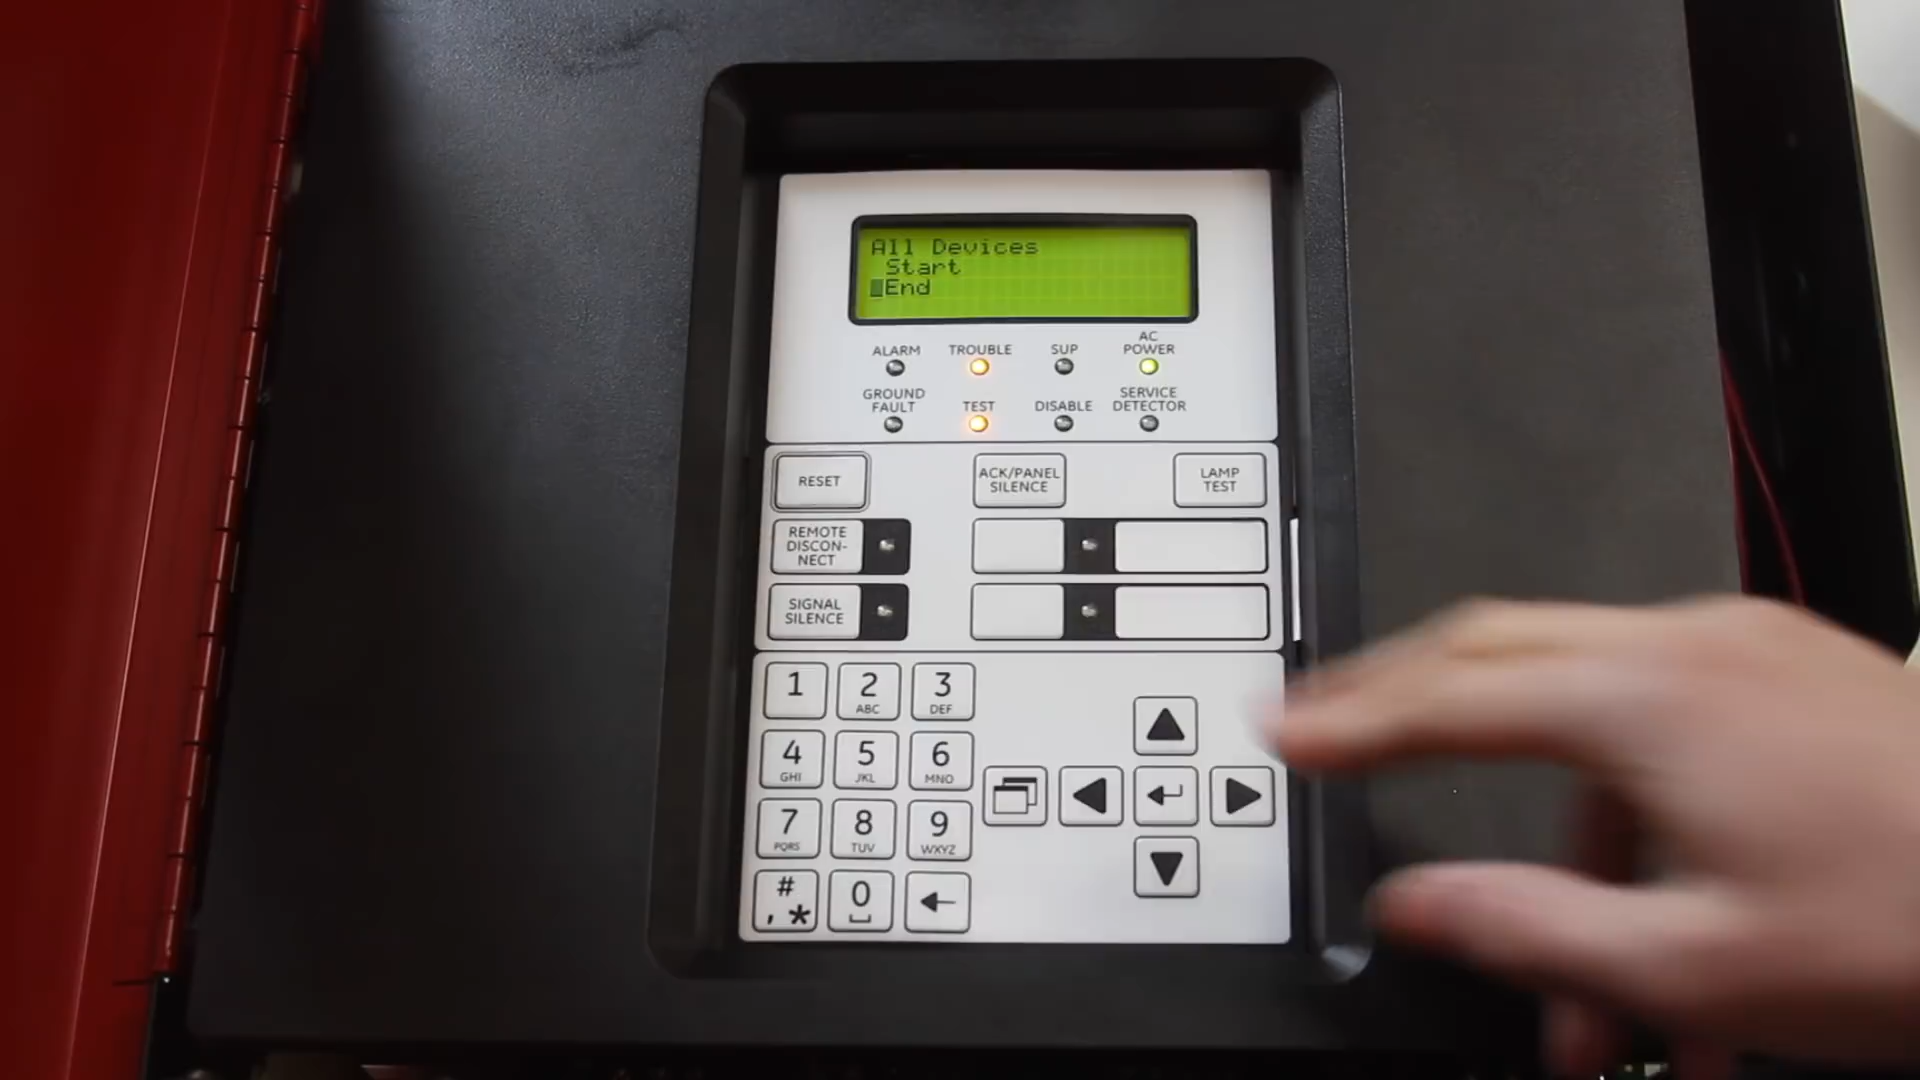 All Devices
Start
End
ALARM
TROUBLE
SUP
AC
POWER
GROUND
FAULT
TEST
DISABLE
SERVICE
DETECTOR
RESET
ACK/PANEL
SILENCE
LAMP
TEST
REMOTE
DISCON-
NECT
SIGNAL
SILENCE
1
2
ABC
3
DEF
4
GHI
5
JKL
6
MNO
7
PQRS
8
TUV
9
WXYZ
#
, *
0